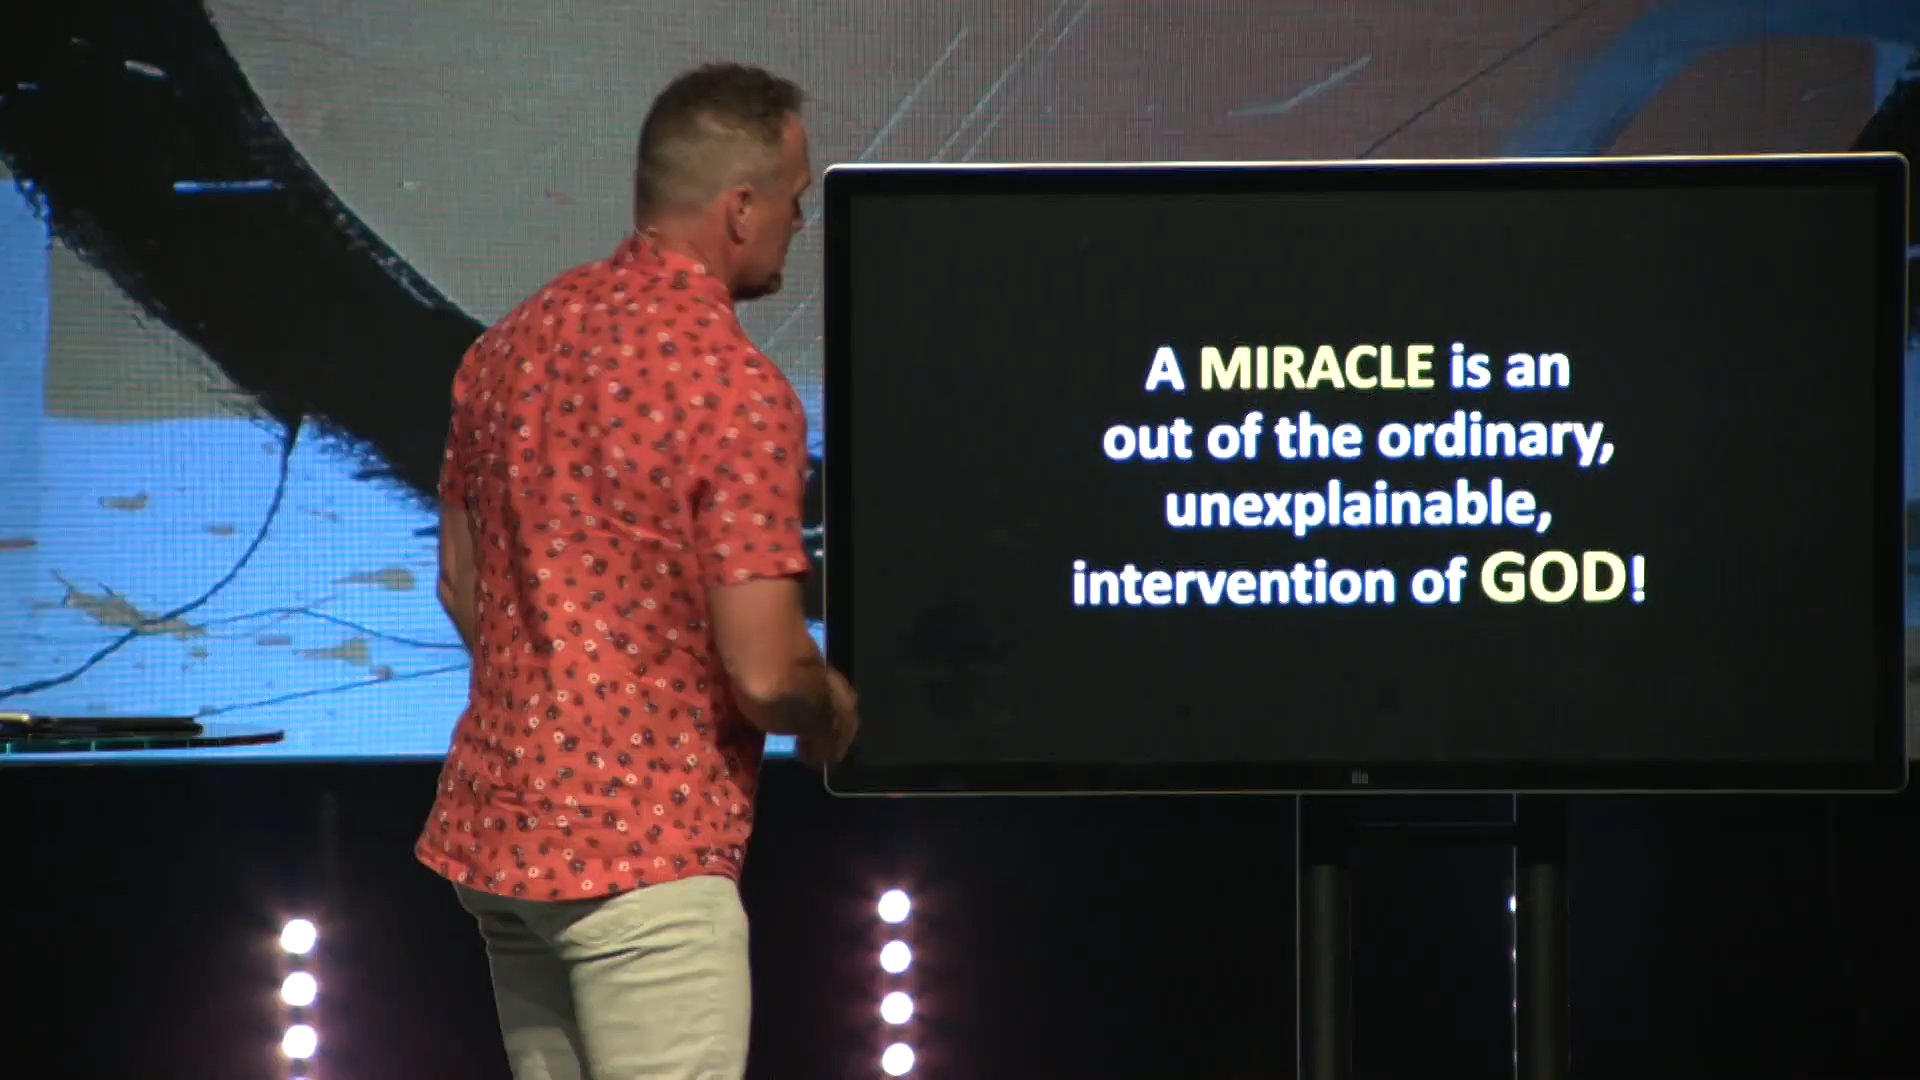 A MIRACLE is an
out of the ordinary,
unexplainable,
intervention of GOD!